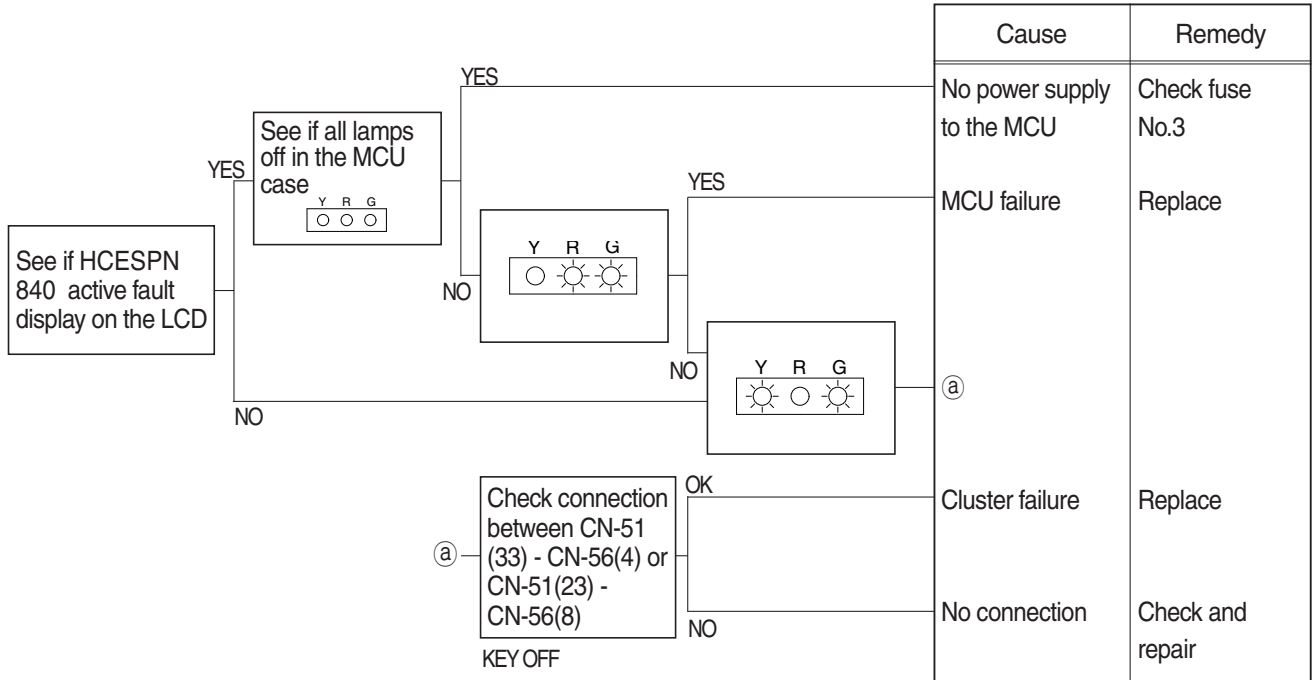 Cause
Remedy
YES
No power supply
to the MCU
Check fuse
No.3
See if all lamps
off in the MCU
case
Y R G
YES
YES
MCU failure
Replace
Y R G
See if HCESPN
840 active fault
display on the LCD
NO
NO
Y R G
ⓐ
NO
Check connection
between CN-51
(33) - CN-56(4) or
CN-51(23) -
CN-56(8)
OK
Cluster failure
Replace
ⓐ
No connection
Check and
repair
NO
KEY OFF